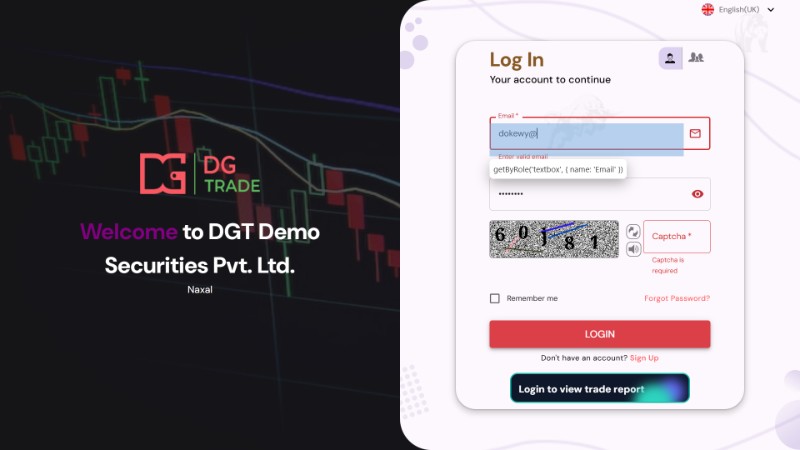 English(UK)
DG
TRADE
Welcome to DGT Demo
Securities Pvt. Ltd.
Naxal
Log In
Your account to continue
Email *
dokewy@
Enter valid email
getByRole('textbox', { name: 'Email' })
••••••••
60181
Captcha *
Captcha is
required
Remember me
Forgot Password?
LOGIN
Don't have an account? Sign Up
Login to view trade report